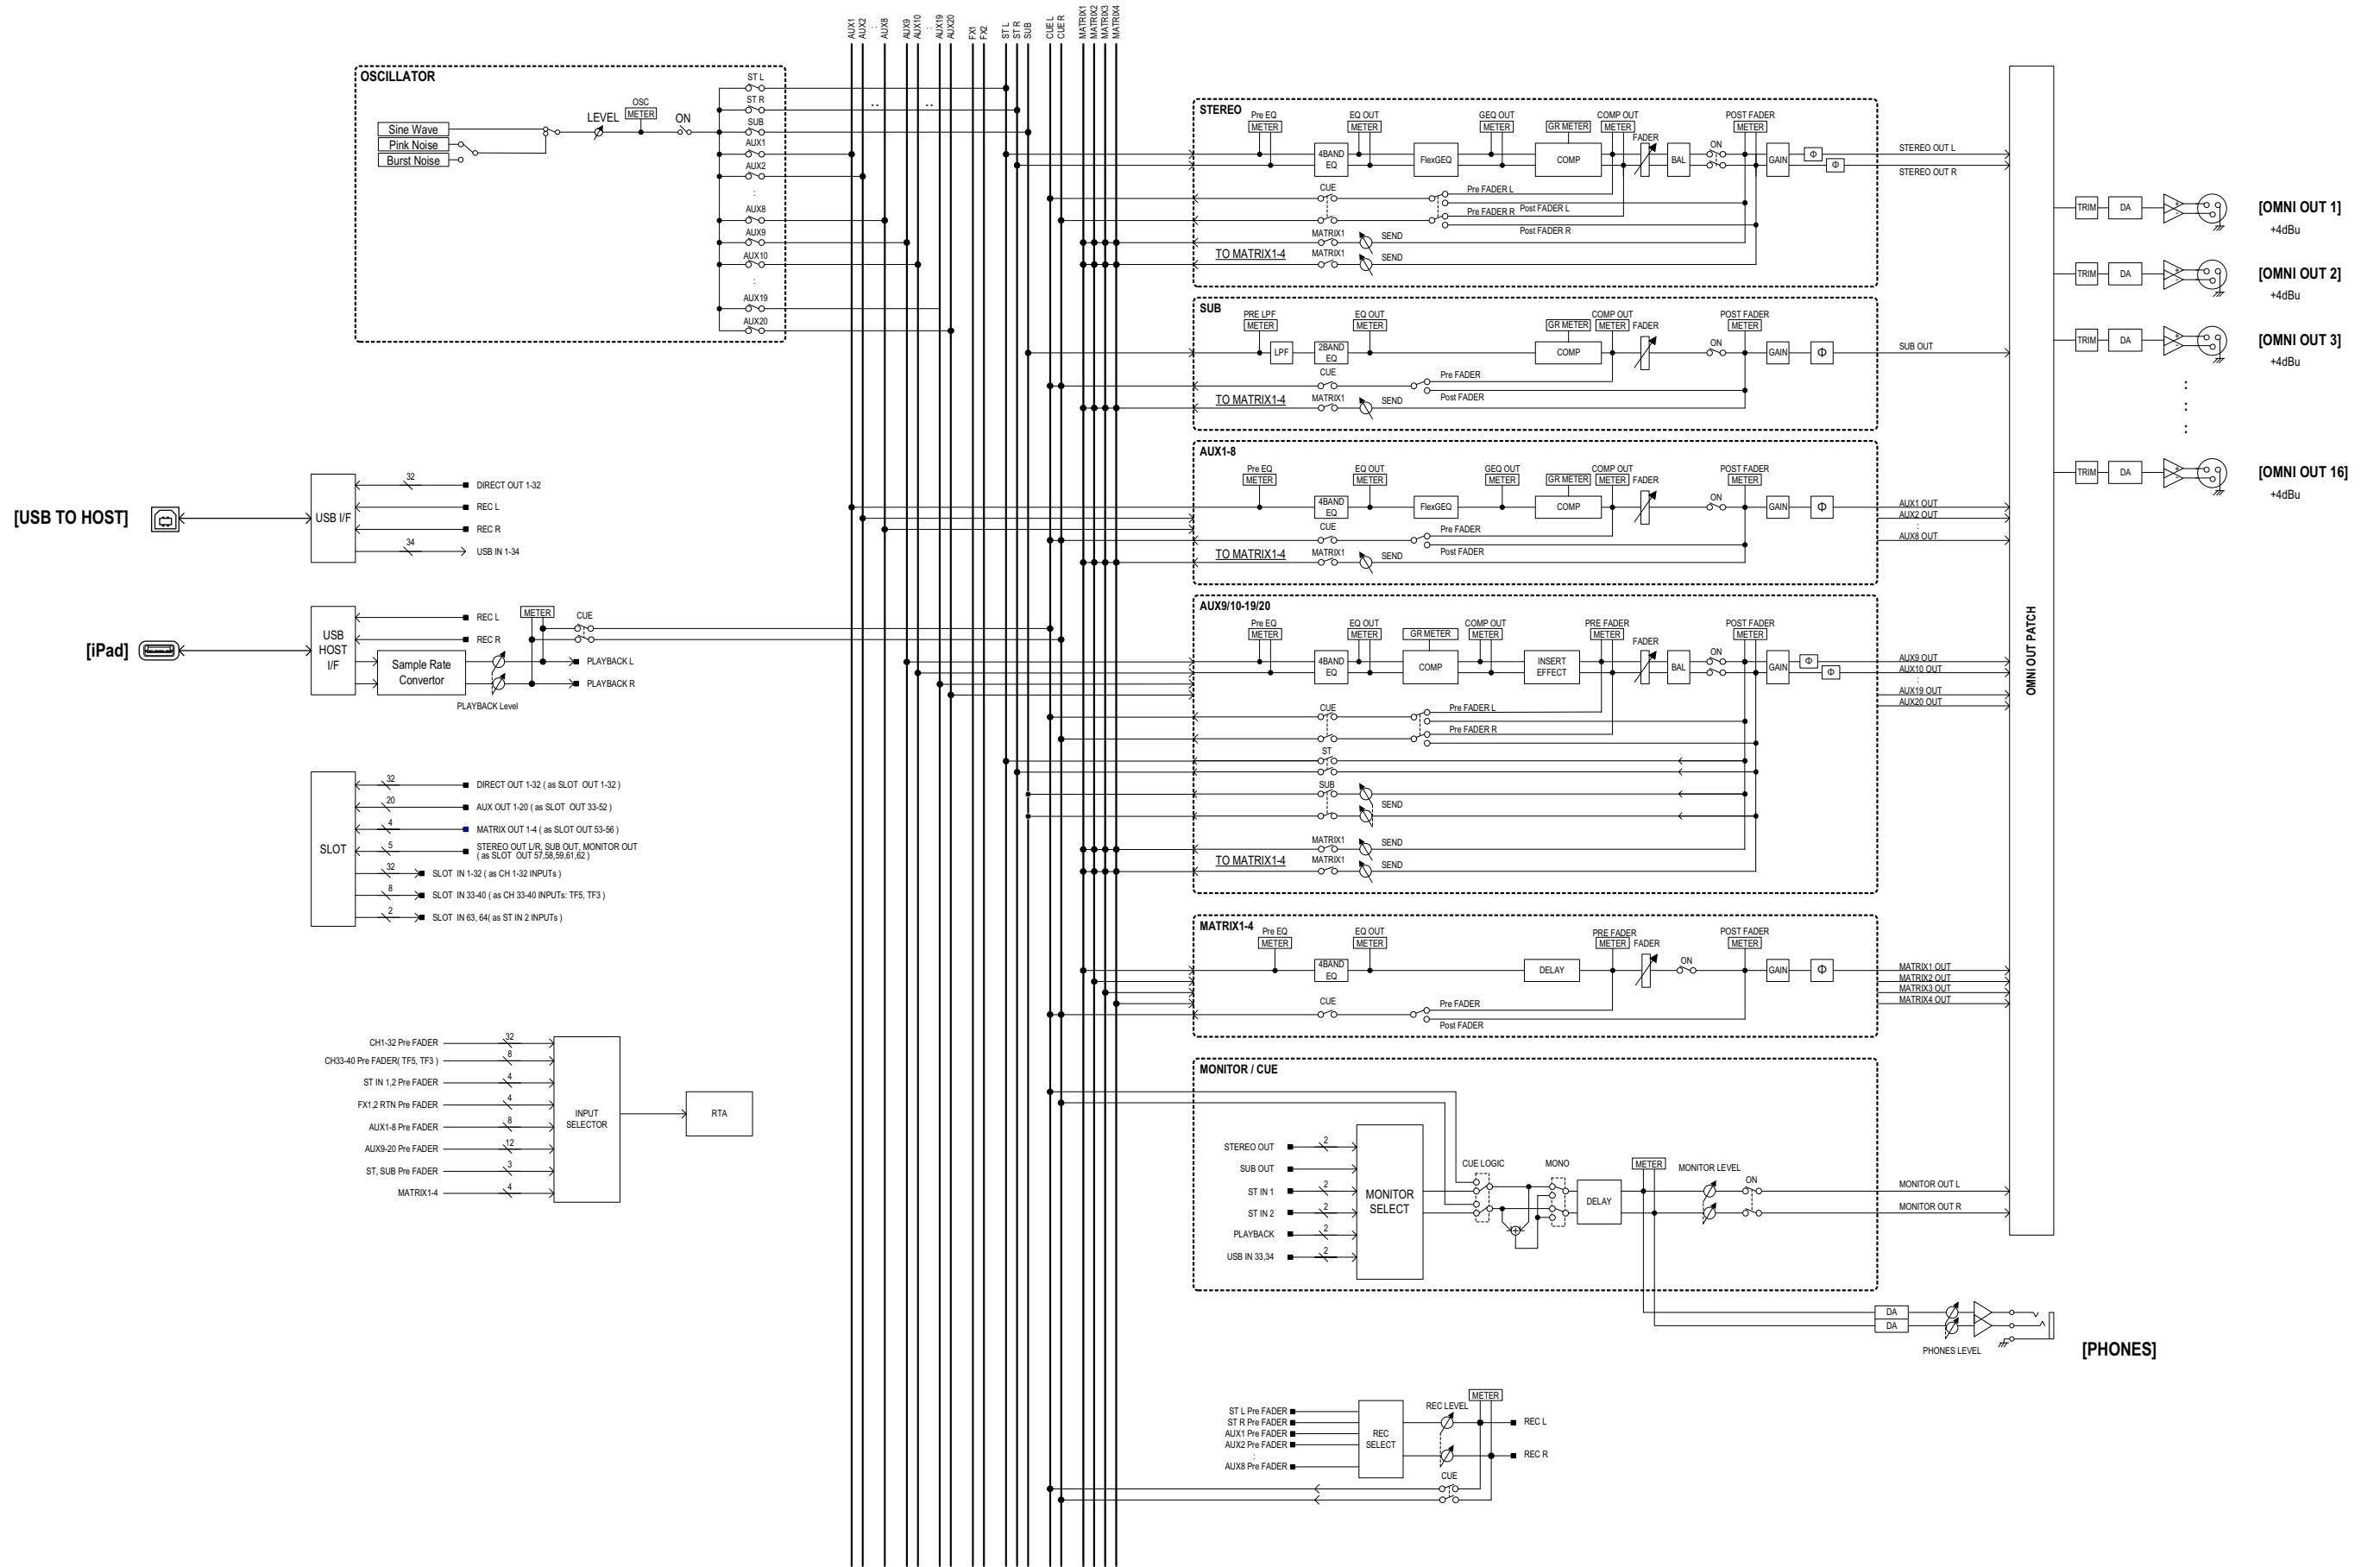 AUX1
AUX2
:
AUX8
AUX9
AUX10
:
AUX19
AUX20
FX1
FX2
ST L
ST R
SUB
CUE L
CUE R
MATRIX1
MATRIX2
MATRIX3
MATRIX4
OSCILLATOR
Sine Wave
Pink Noise
Burst Noise
LEVEL
OSC
METER
ON
ST L
ST R
SUB
AUX1
AUX2
:
AUX8
AUX9
AUX10
:
AUX19
AUX20
[USB TO HOST]
USB I/F
32
DIRECT OUT 1-32
REC L
REC R
34
USB IN 1-34
[iPad]
USB
HOST
I/F
REC L
REC R
Sample Rate
Convertor
PLAYBACK Level
METER
CUE
PLAYBACK L
PLAYBACK R
SLOT
32
DIRECT OUT 1-32 ( as SLOT OUT 1-32 )
20
AUX OUT 1-20 ( as SLOT OUT 33-52 )
4
MATRIX OUT 1-4 ( as SLOT OUT 53-56 )
5
STEREO OUT L/R, SUB OUT, MONITOR OUT
( as SLOT OUT 57,58,59,61,62 )
32
SLOT IN 1-32 ( as CH 1-32 INPUTs )
8
SLOT IN 33-40 ( as CH 33-40 INPUTs: TF5, TF3 )
2
SLOT IN 63, 64( as ST IN 2 INPUTs )
CH1-32 Pre FADER
32
CH33-40 Pre FADER( TF5, TF3 )
8
ST IN 1,2 Pre FADER
4
FX1,2 RTN Pre FADER
4
AUX1-8 Pre FADER
8
AUX9-20 Pre FADER
12
ST, SUB Pre FADER
3
MATRIX1-4
4
INPUT
SELECTOR
RTA
STEREO
Pre EQ
METER
4BAND
EQ
EQ OUT
METER
FlexGEQ
GEQ OUT
METER
GR METER
COMP
COMP OUT
METER
FADER
BAL
ON
POST FADER
METER
GAIN
Φ
Φ
STEREO OUT L
STEREO OUT R
CUE
Pre FADER L
Post FADER L
Pre FADER R
Post FADER R
MATRIX1
SEND
TO MATRIX1-4
MATRIX1
SEND
SUB
PRE LPF
METER
LPF
2BAND
EQ
EQ OUT
METER
GR METER
COMP
COMP OUT
METER
FADER
ON
POST FADER
METER
GAIN
Φ
SUB OUT
CUE
Pre FADER
Post FADER
TO MATRIX1-4
MATRIX1
SEND
AUX1-8
Pre EQ
METER
4BAND
EQ
EQ OUT
METER
FlexGEQ
GEQ OUT
METER
GR METER
COMP
COMP OUT
METER
FADER
ON
POST FADER
METER
GAIN
Φ
AUX1 OUT
AUX2 OUT
:
AUX8 OUT
CUE
Pre FADER
Post FADER
TO MATRIX1-4
MATRIX1
SEND
AUX9/10-19/20
Pre EQ
METER
4BAND
EQ
EQ OUT
METER
GR METER
COMP
COMP OUT
METER
INSERT
EFFECT
PRE FADER
METER
FADER
BAL
ON
POST FADER
METER
GAIN
Φ
Φ
AUX9 OUT
AUX10 OUT
:
AUX19 OUT
AUX20 OUT
CUE
Pre FADER L
Pre FADER R
ST
SUB
SEND
MATRIX1
SEND
TO MATRIX1-4
MATRIX1
SEND
MATRIX1-4
Pre EQ
METER
4BAND
EQ
EQ OUT
METER
DELAY
PRE FADER
METER
FADER
ON
POST FADER
METER
GAIN
Φ
MATRIX1 OUT
MATRIX2 OUT
MATRIX3 OUT
MATRIX4 OUT
CUE
Pre FADER
Post FADER
MONITOR / CUE
STEREO OUT
2
SUB OUT
ST IN 1
2
ST IN 2
2
PLAYBACK
2
USB IN 33,34
2
MONITOR
SELECT
CUE LOGIC
MONO
DELAY
METER
MONITOR LEVEL
ON
MONITOR OUT L
MONITOR OUT R
OMNI OUT PATCH
TRIM
DA
[OMNI OUT 1]
+4dBu
TRIM
DA
[OMNI OUT 2]
+4dBu
TRIM
DA
[OMNI OUT 3]
+4dBu
:
:
:
TRIM
DA
[OMNI OUT 16]
+4dBu
DA
DA
PHONES LEVEL
[PHONES]
ST L Pre FADER
ST R Pre FADER
AUX1 Pre FADER
AUX2 Pre FADER
:
AUX8 Pre FADER
REC
SELECT
REC LEVEL
METER
REC L
REC R
CUE